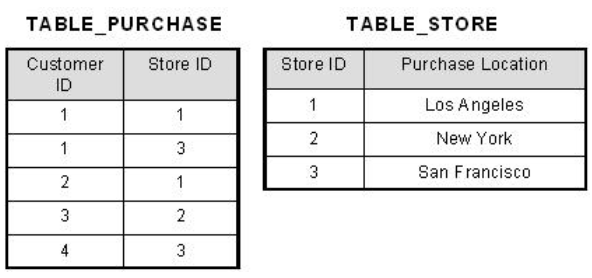 TABLE_PURCHASE
Customer ID Store ID
1 1
1 3
2 1
3 2
4 3
TABLE_STORE
Store ID Purchase Location
1 Los Angeles
2 New York
3 San Francisco